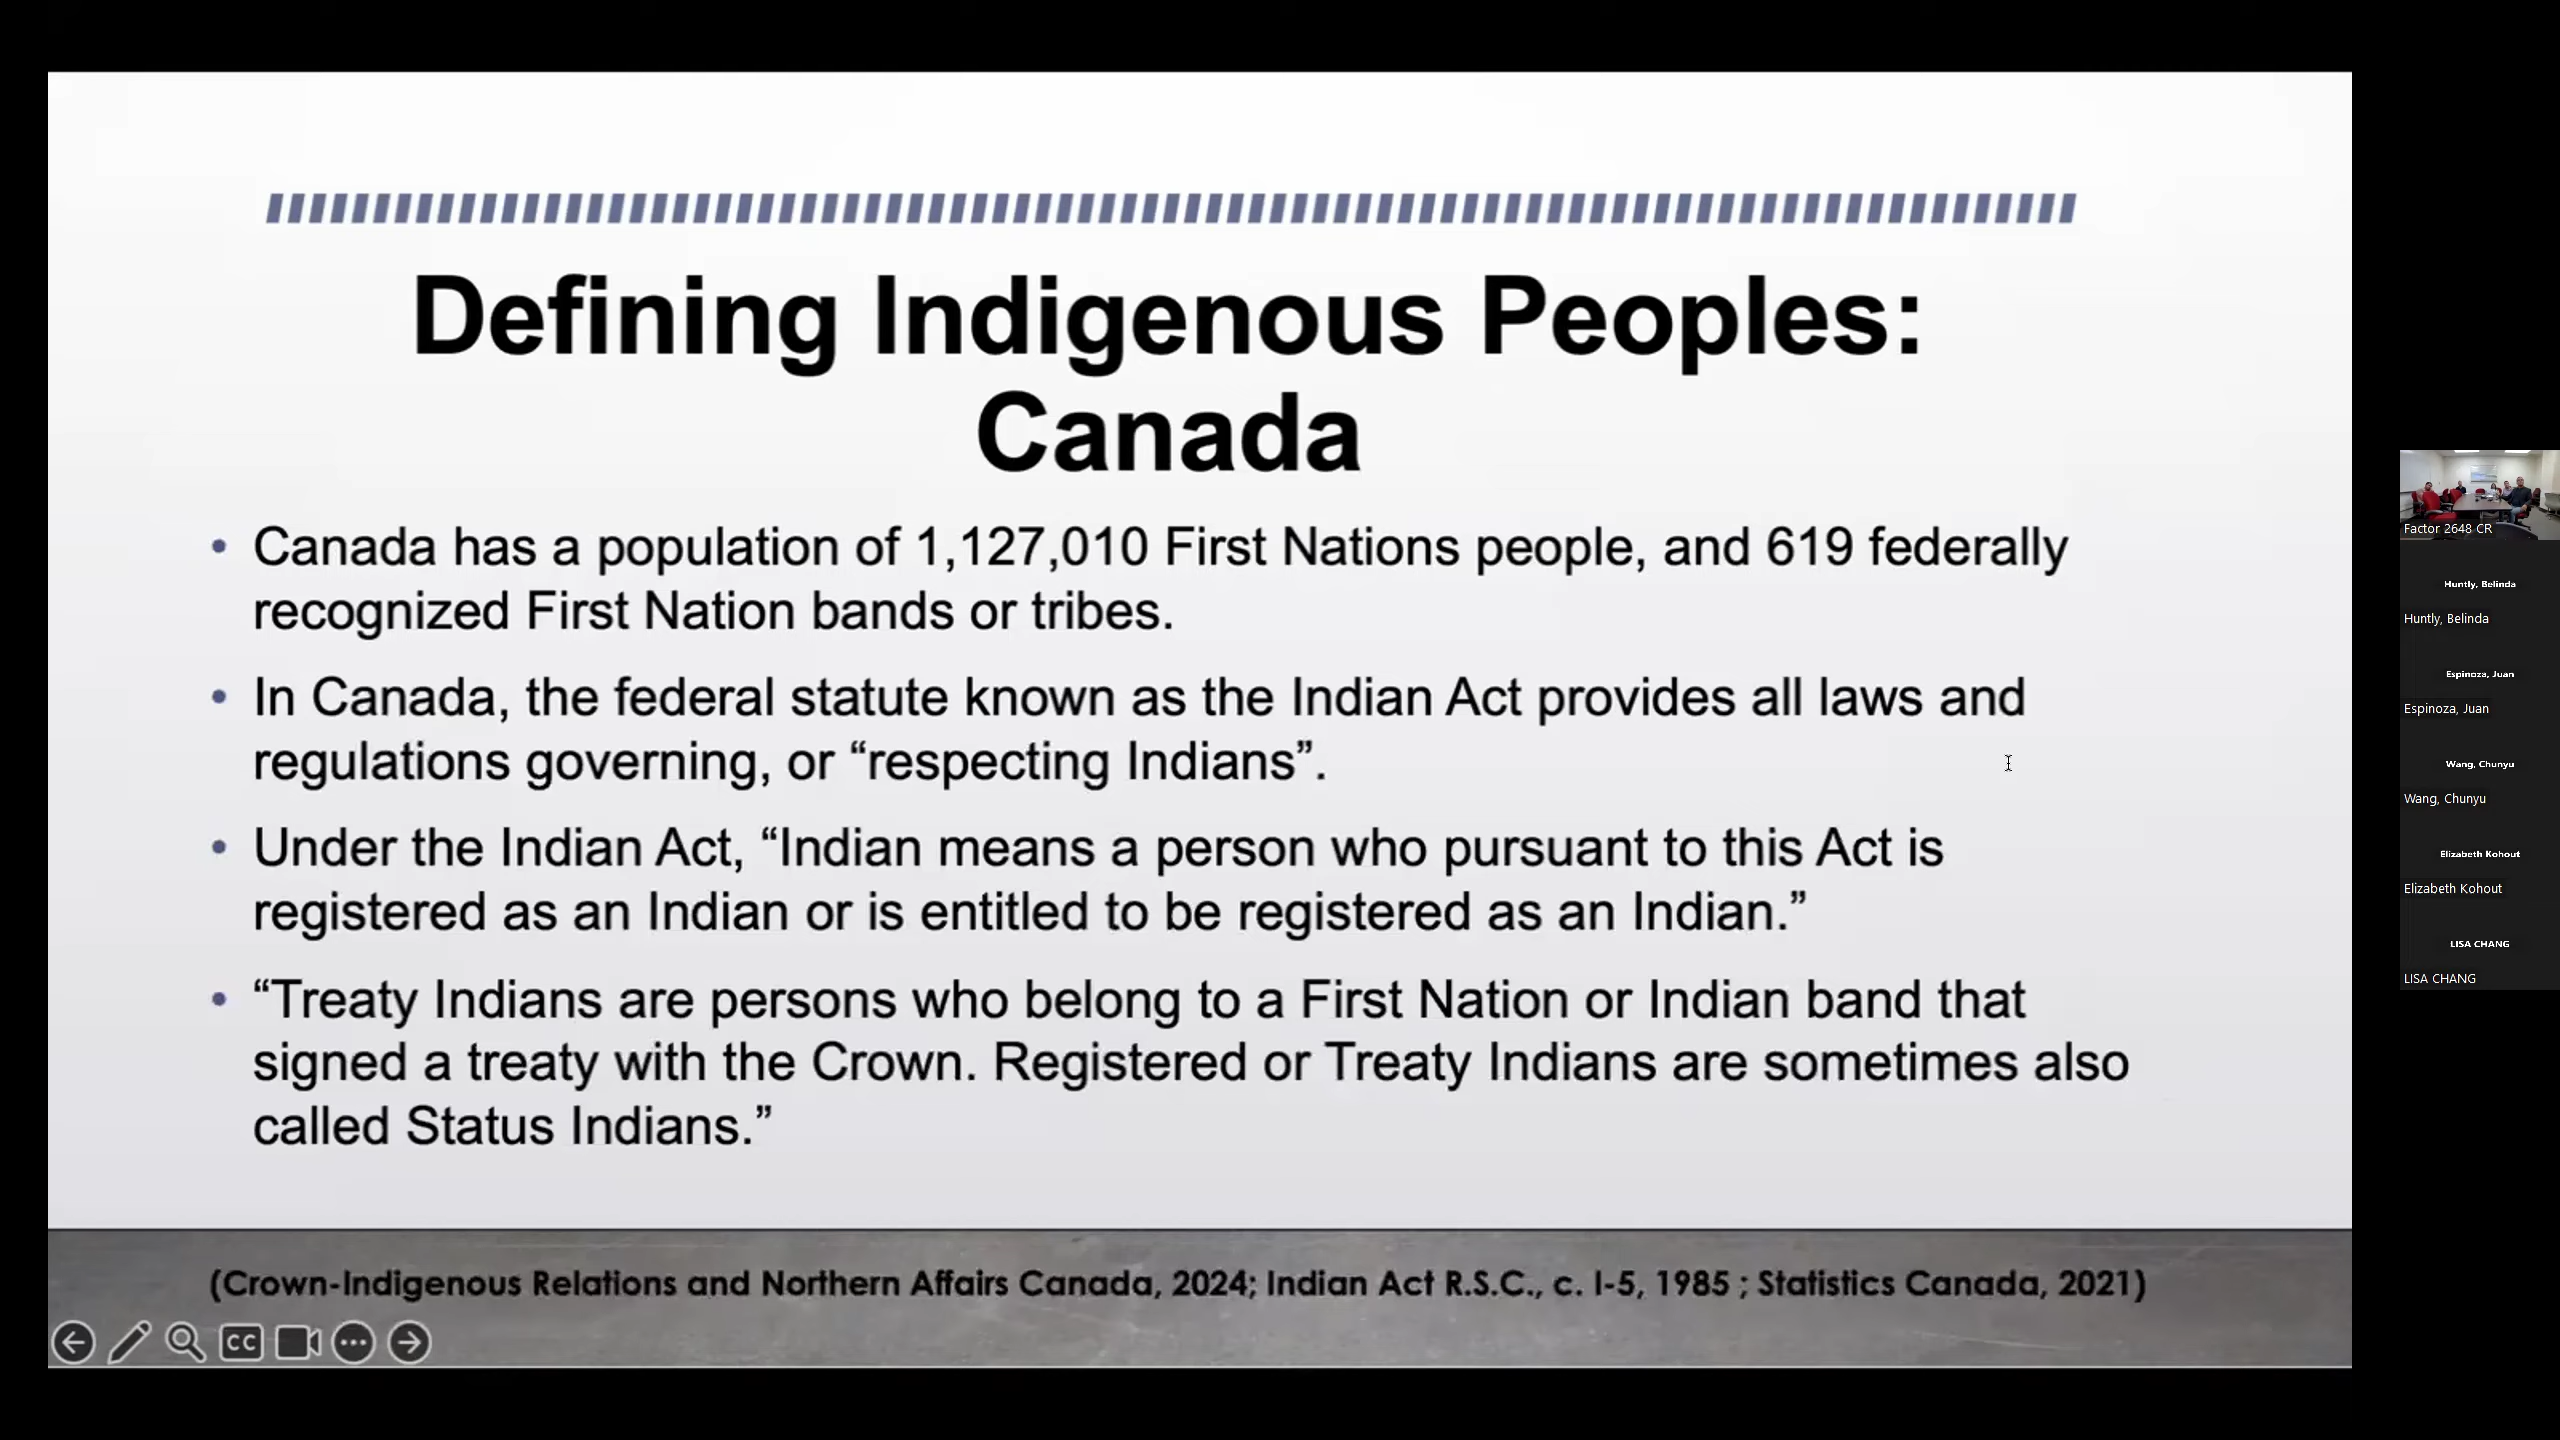 Defining Indigenous Peoples:
Canada
• Canada has a population of 1,127,010 First Nations people, and 619 federally
recognized First Nation bands or tribes.
• In Canada, the federal statute known as the Indian Act provides all laws and
regulations governing, or “respecting Indians”.
• Under the Indian Act, “Indian means a person who pursuant to this Act is
registered as an Indian or is entitled to be registered as an Indian.”
• “Treaty Indians are persons who belong to a First Nation or Indian band that
signed a treaty with the Crown. Registered or Treaty Indians are sometimes also
called Status Indians.”
(Crown-Indigenous Relations and Northern Affairs Canada, 2024; Indian Act R.S.C., c. I-5, 1985 ; Statistics Canada, 2021)
CC
Factor 2648 CR
Huntly, Belinda
Huntly, Belinda
Espinoza, Juan
Espinoza, Juan
Wang, Chunyu
Wang, Chunyu
Elizabeth Kohout
Elizabeth Kohout
LISA CHANG
LISA CHANG